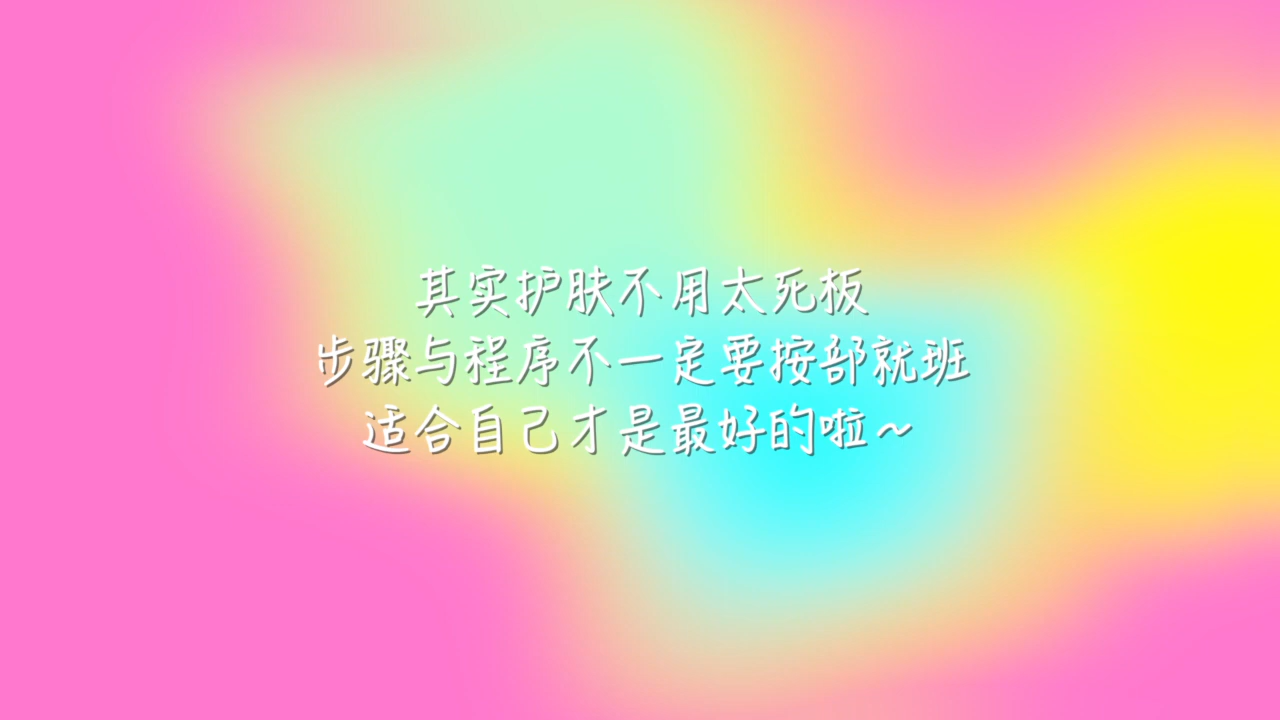 其实护肤不用太死板
步骤与程序不一定要按部就班
适合自己才是最好的啦～